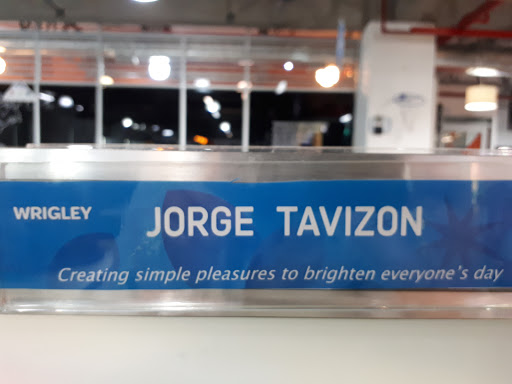 WRIGLEY JORGE TAVIZON
Creating simple pleasures to brighten everyone's day